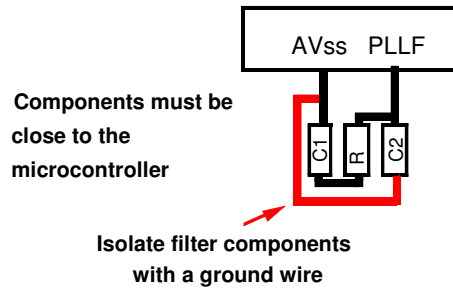 AVss PLLF
Components must be
close to the
microcontroller
C1
R
C2
Isolate filter components
with a ground wire